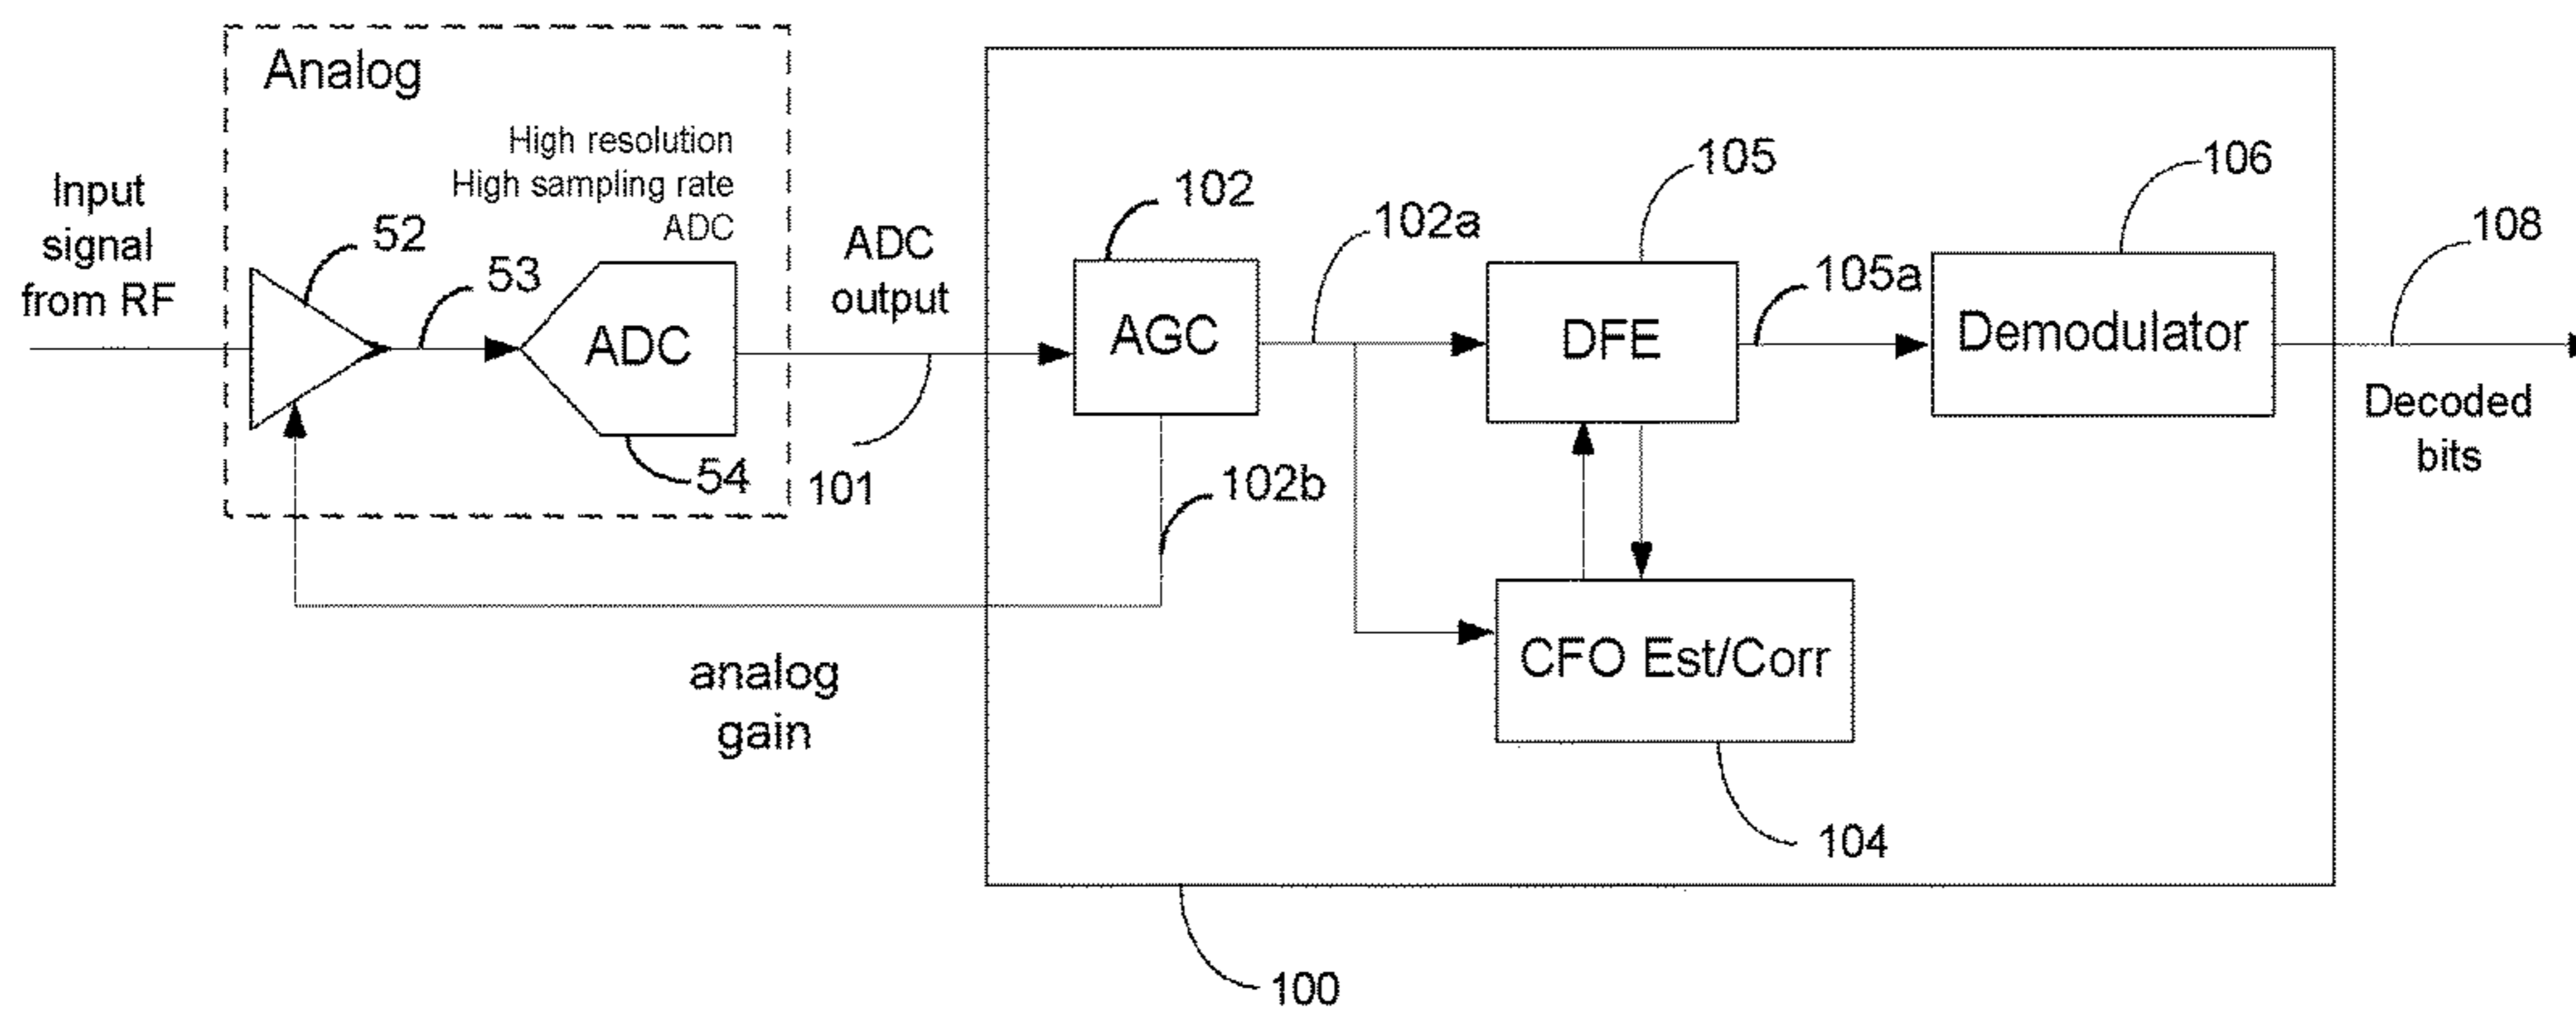 Analog
High resolution
High sampling rate
ADC
Input
signal
from RF
52
53
ADC
54
ADC
output
101
102
AGC
102a
102b
105
DFE
105a
106
Demodulator
108
Decoded
bits
analog
gain
CFO Est/Corr
104
100